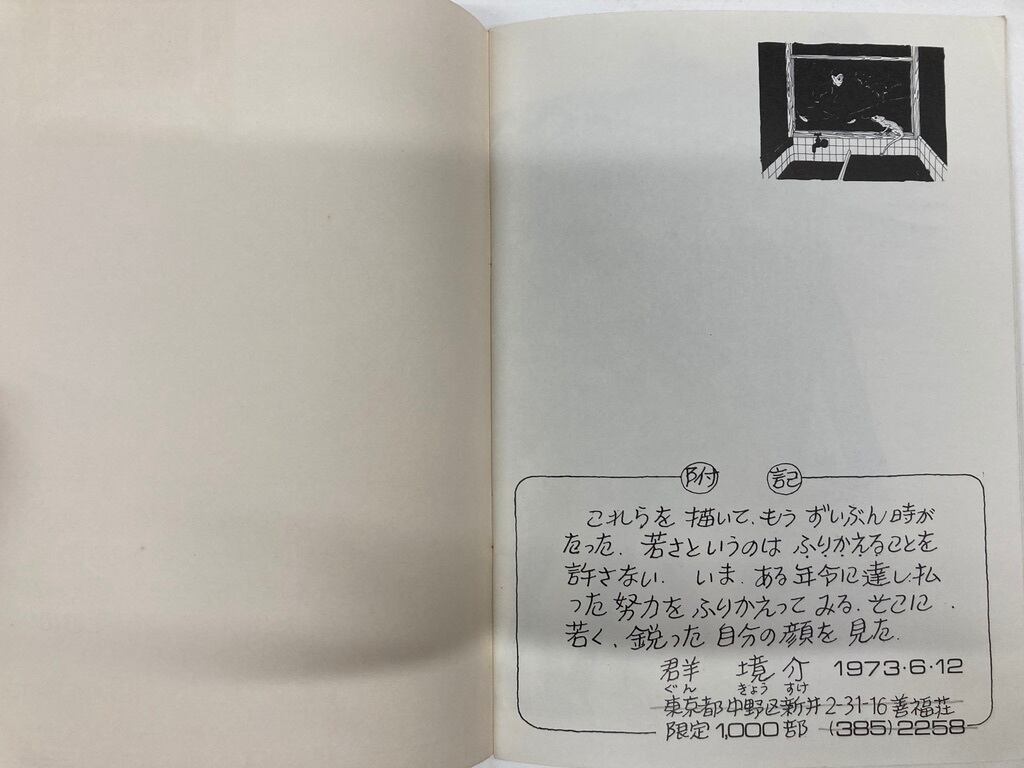 附記
これらを描いて、もうずいぶん時が
たった。若さというのはふりかえることを
許さない。いま、ある年令に達し、払
った努力をふりかえってみる。そこに、
若く、鋭った自分の顔を見た。
群 境介 1973・6・12
ぐん きょう すけ
東京都中野区新井2-31-16善福荘
限定1,000部 (385)2258